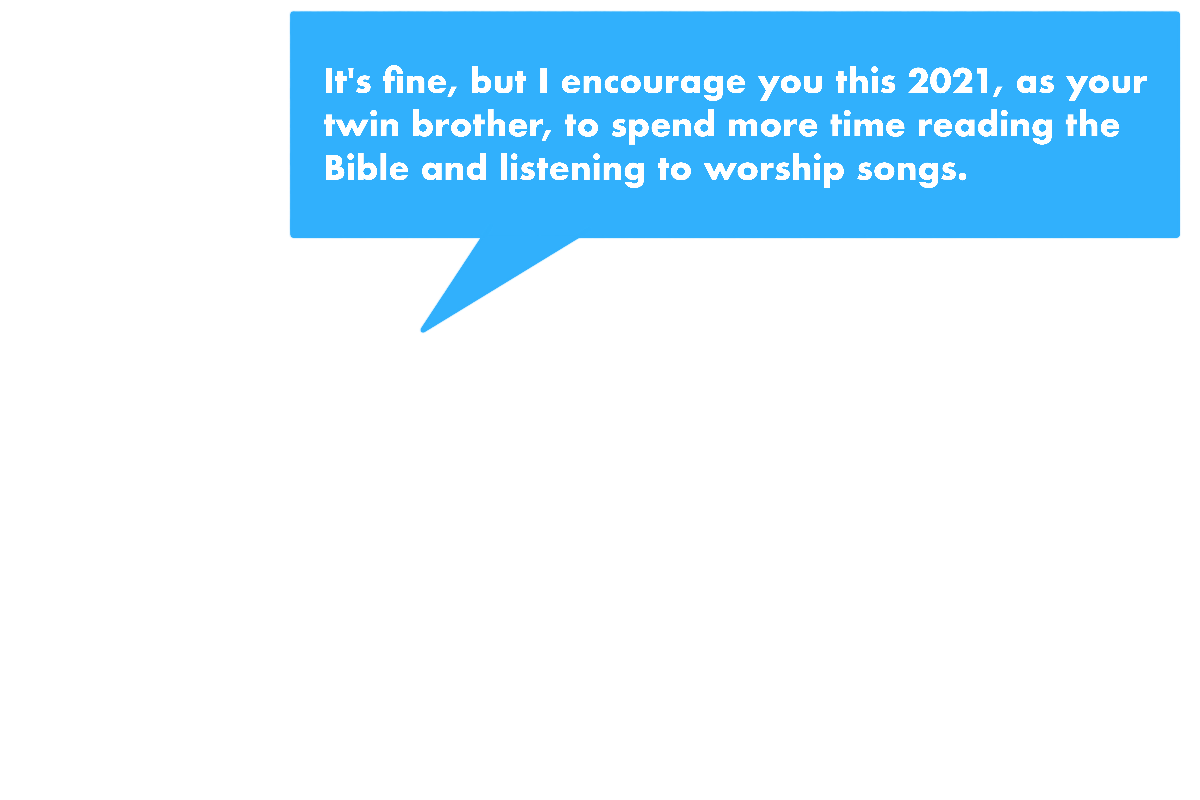 It's fine, but I encourage you this 2021, as your
twin brother, to spend more time reading the
Bible and listening to worship songs.